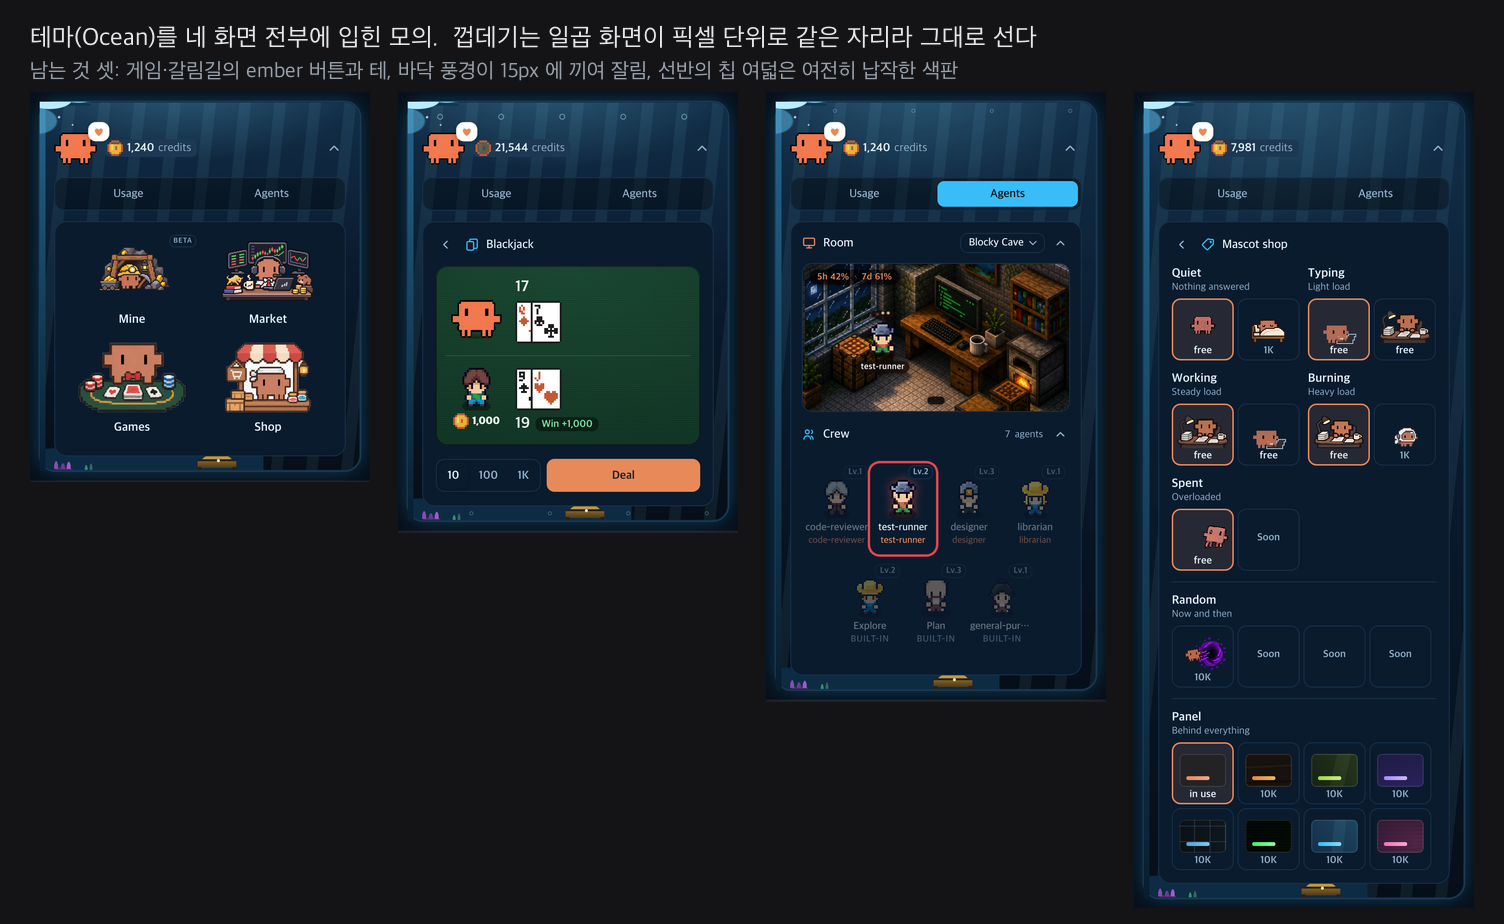 테마(Ocean)를 네 화면 전부에 입힌 모의. 껍데기는 일곱 화면이 픽셀 단위로 같은 자리라 그대로 선다
남는 것 셋: 게임·갈림길의 ember 버튼과 테, 바닷 풍경이 15px 에 끼여 잘림, 선반의 칩 여덟은 여전히 납작한 색판
1,240 credits
Usage Agents
BETA
Mine Market
Games Shop
21,544 credits
Usage Agents
Blackjack
17
Q 7
9 J
1,000
19 Win +1,000
10 100 1K Deal
1,240 credits
Usage Agents
Room Blocky Cave
5h 42% 7d 61%
test-runner
Crew 7 agents
Lv.1 Lv.2 Lv.3 Lv.1
code-reviewer test-runner designer librarian
code-reviewer test-runner designer librarian
Lv.2 Lv.3 Lv.1
Explore Plan general-pur…
BUILT-IN BUILT-IN BUILT-IN
7,981 credits
Usage Agents
Mascot shop
Quiet Typing
Nothing answered Light load
free 1K free free
Working Burning
Steady load Heavy load
free free free 1K
Spent
Overloaded
free Soon
Random
Now and then
10K Soon Soon Soon
Panel
Behind everything
in use 10K 10K 10K
10K 10K 10K 10K